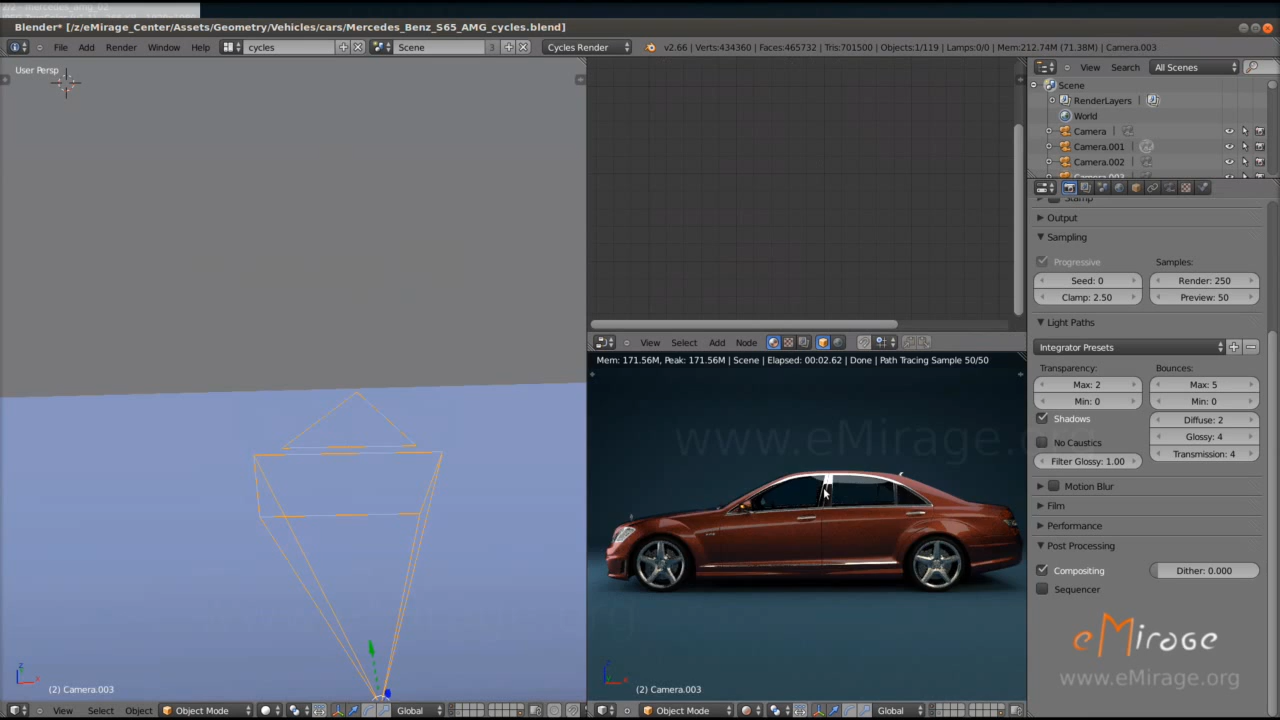 Blender* [/z/eMirage_Center/Assets/Geometry/Vehicles/cars/Mercedes_Benz_S65_AMG_cycles.blend]
File Add Render Window Help cycles Scene 3 Cycles Render v2.66 | Verts:434360 | Faces:465732 | Tris:701500 | Objects:1/119 | Lamps:0/0 | Mem:212.74M (71.38M) | Camera.003
User Persp
View Search All Scenes
Scene
RenderLayers
World
Camera
Camera.001
Camera.002
Camera.003
Stamp
Output
Sampling
Progressive Samples:
Seed: 0 Render: 250
Clamp: 2.50 Preview: 50
Light Paths
View Select Add Node
Integrator Presets
Mem: 171.56M, Peak: 171.56M | Scene | Elapsed: 00:02.62 | Done | Path Tracing Sample 50/50
Transparency: Bounces:
Max: 2 Max: 5
Min: 0 Min: 0
Shadows Diffuse: 2
No Caustics Glossy: 4
Filter Glossy: 1.00 Transmission: 4
www.eMirage.org
Motion Blur
Film
Performance
Post Processing
Compositing Dither: 0.000
Sequencer
eMirage
www.eMirage.org
(2) Camera.003
(2) Camera.003
View Select Object Object Mode Global
Object Mode Global